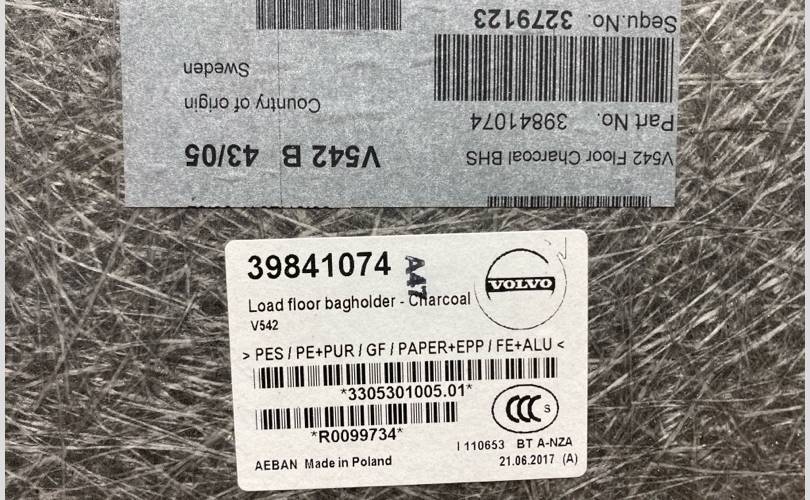 Sequ.No. 3279123
Sweden
Country of origin
Part No. 39841074
V542 B 43/05
V542 Floor Charcoal BHS
39841074
A47
VOLVO
Load floor bagholder - Charcoal
V542
> PES / PE+PUR / GF / PAPER+EPP / FE+ALU <
*3305301005.01*
CCC S
*R0099734*
I 110653 BT A-NZA
AEBAN Made in Poland
21.06.2017 (A)